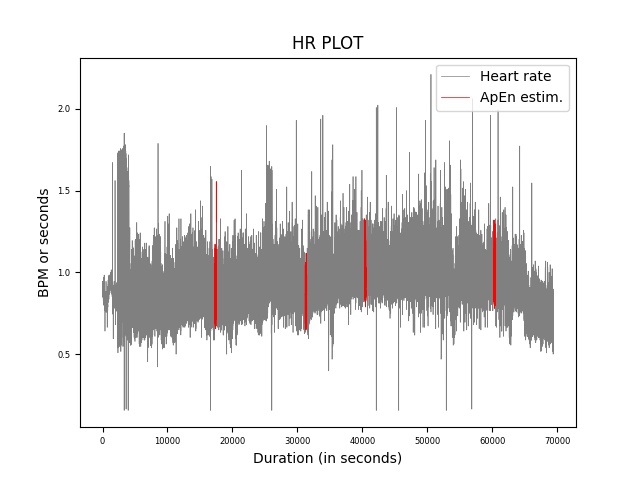 HR PLOT
Heart rate
ApEn estim.
BPM or seconds
2.0
1.5
1.0
0.5
0 10000 20000 30000 40000 50000 60000 70000
Duration (in seconds)